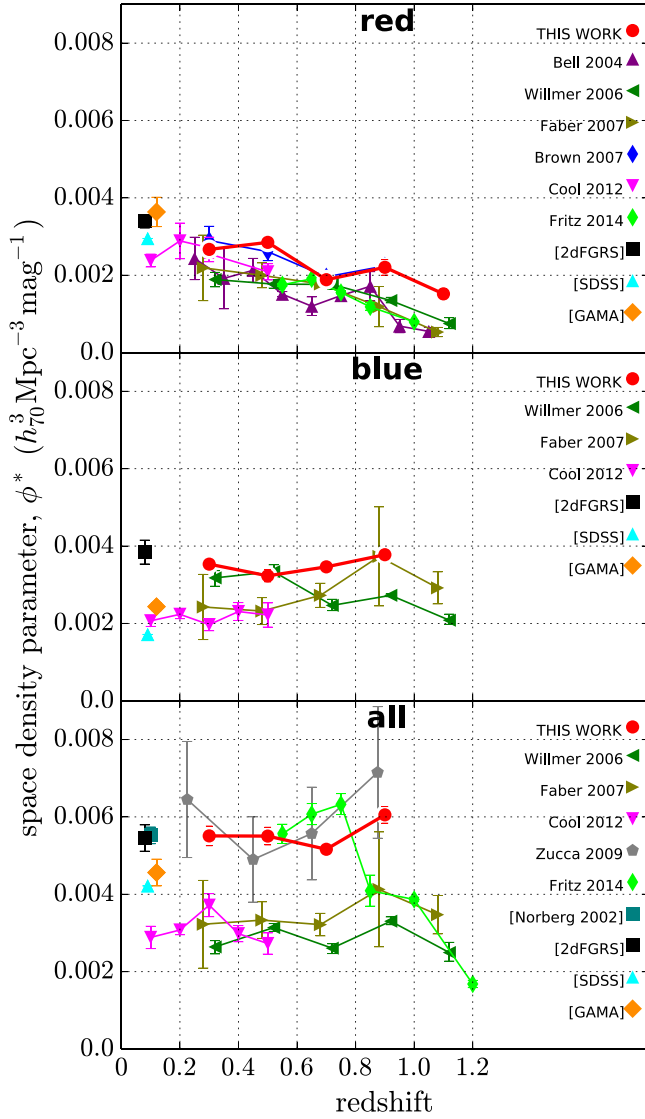 red
0.008
0.006
0.004
0.002
0.0
THIS WORK
Bell 2004
Willmer 2006
Faber 2007
Brown 2007
Cool 2012
Fritz 2014
[2dFGRS]
[SDSS]
[GAMA]
blue
0.008
0.006
0.004
0.002
0.0
THIS WORK
Willmer 2006
Faber 2007
Cool 2012
[2dFGRS]
[SDSS]
[GAMA]
all
0.008
0.006
0.004
0.002
0.0
THIS WORK
Willmer 2006
Faber 2007
Cool 2012
Zucca 2009
Fritz 2014
[Norberg 2002]
[2dFGRS]
[SDSS]
[GAMA]
space density parameter, ϕ* (h₇₀³ Mpc⁻³ mag⁻¹)
0 0.2 0.4 0.6 0.8 1.0 1.2
redshift